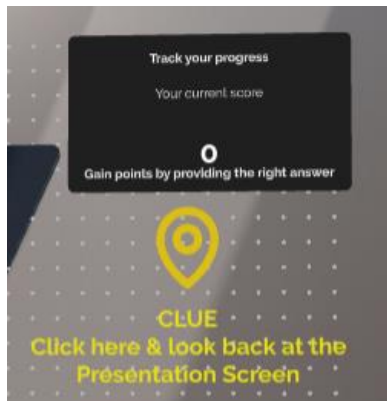 Track your progress
Your current score
0
Gain points by providing the right answer
CLUE
Click here & look back at the
Presentation Screen